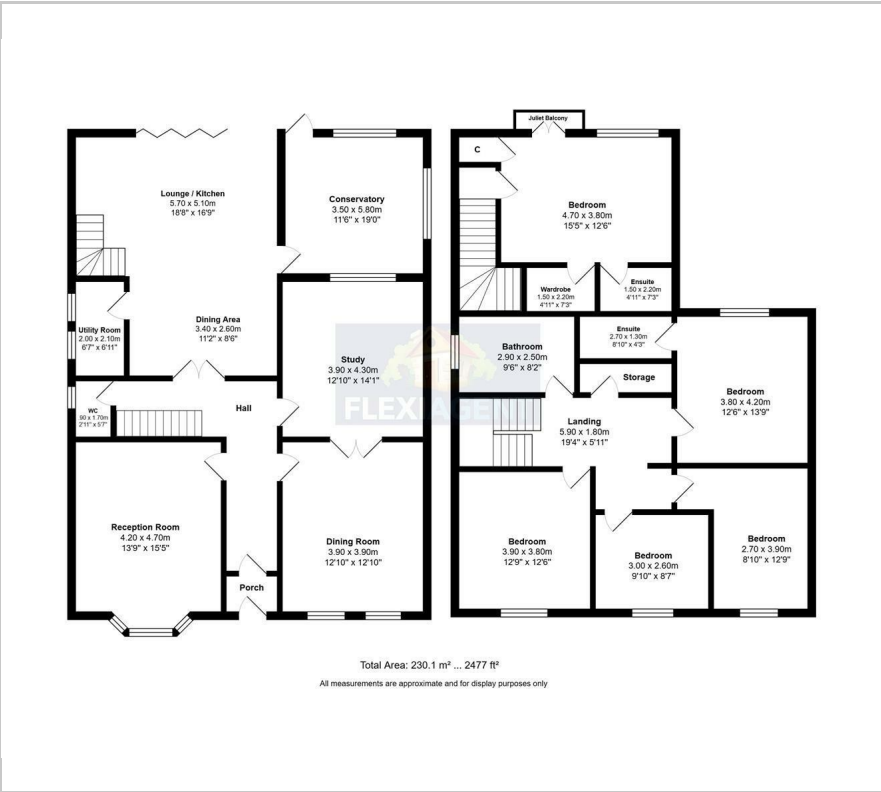 Juliet Balcony
C
Lounge / Kitchen
5.70 x 5.10m
18'8" x 16'9"
Conservatory
3.50 x 5.80m
11'6" x 19'0"
Bedroom
4.70 x 3.80m
15'5" x 12'6"
Wardrobe
1.50 x 2.20m
4'11" x 7'3"
Ensuite
1.50 x 2.20m
4'11" x 7'3"
Utility Room
2.00 x 2.10m
6'7" x 6'11"
Dining Area
3.40 x 2.60m
11'2" x 8'6"
Study
3.90 x 4.30m
12'10" x 14'1"
Bathroom
2.90 x 2.50m
9'6" x 8'2"
Ensuite
2.70 x 1.30m
8'10" x 4'3"
Storage
Bedroom
3.80 x 4.20m
12'6" x 13'9"
WC
.90 x 1.70m
2'11" x 5'7"
Hall
FLEXIAGENT
Landing
5.90 x 1.80m
19'4" x 5'11"
Reception Room
4.20 x 4.70m
13'9" x 15'5"
Dining Room
3.90 x 3.90m
12'10" x 12'10"
Bedroom
3.90 x 3.80m
12'9" x 12'6"
Bedroom
3.00 x 2.60m
9'10" x 8'7"
Bedroom
2.70 x 3.90m
8'10" x 12'9"
Porch
Total Area: 230.1 m² ... 2477 ft²
All measurements are approximate and for display purposes only